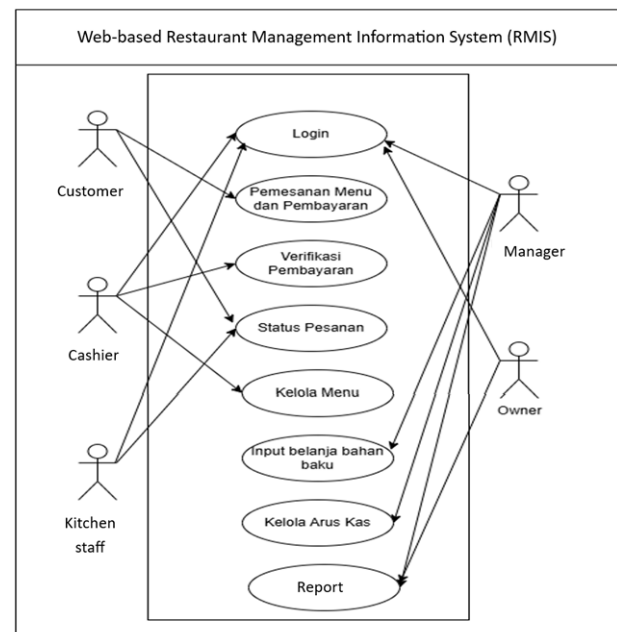 Web-based Restaurant Management Information System (RMIS)
Login
Customer
Pemesanan Menu
dan Pembayaran
Manager
Verifikasi
Pembayaran
Cashier
Status Pesanan
Kelola Menu
Owner
Input belanja bahan
baku
Kitchen
staff
Kelola Arus Kas
Report